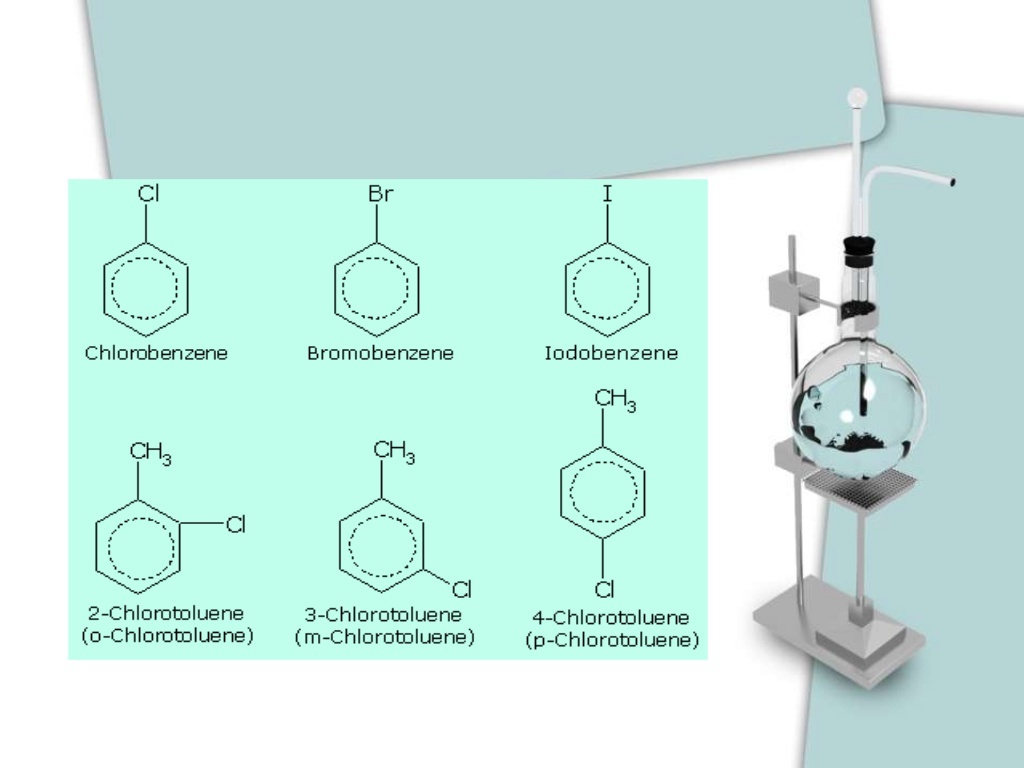 Cl
Br
I
Chlorobenzene
Bromobenzene
Iodobenzene
CH3
CH3
CH3
Cl
Cl
Cl
2-Chlorotoluene
(o-Chlorotoluene)
3-Chlorotoluene
(m-Chlorotoluene)
4-Chlorotoluene
(p-Chlorotoluene)